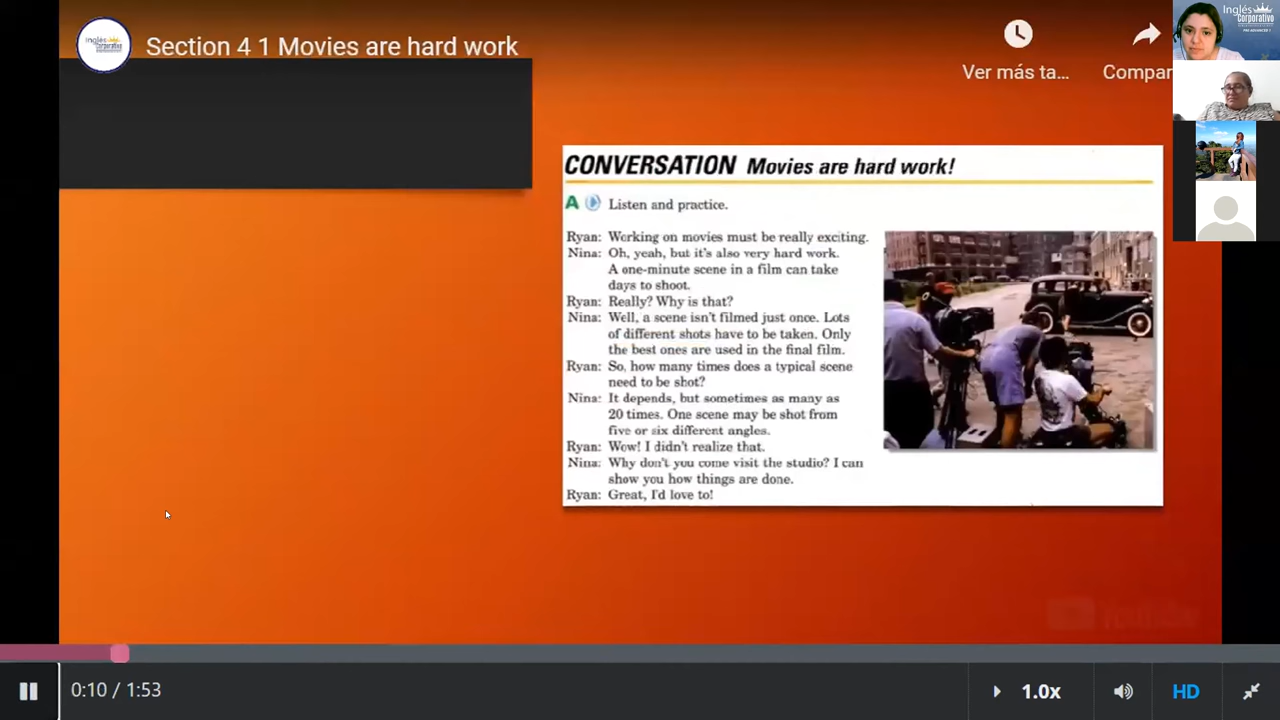 Section 4 1 Movies are hard work
Ver más ta...
Compar
Inglés
Corporativo
PRE ADVANCED 1
Inglés
Corporativo
CONVERSATION Movies are hard work!
A Listen and practice.
Ryan: Working on movies must be really exciting.
Nina: Oh, yeah, but it's also very hard work.
A one-minute scene in a film can take
days to shoot.
Ryan: Really? Why is that?
Nina: Well, a scene isn't filmed just once. Lots
of different shots have to be taken. Only
the best ones are used in the final film.
Ryan: So, how many times does a typical scene
need to be shot?
Nina: It depends, but sometimes as many as
20 times. One scene may be shot from
five or six different angles.
Ryan: Wow! I didn't realize that.
Nina: Why don't you come visit the studio? I can
show you how things are done.
Ryan: Great, I'd love to!
YouTube
0:10 / 1:53
1.0x
HD